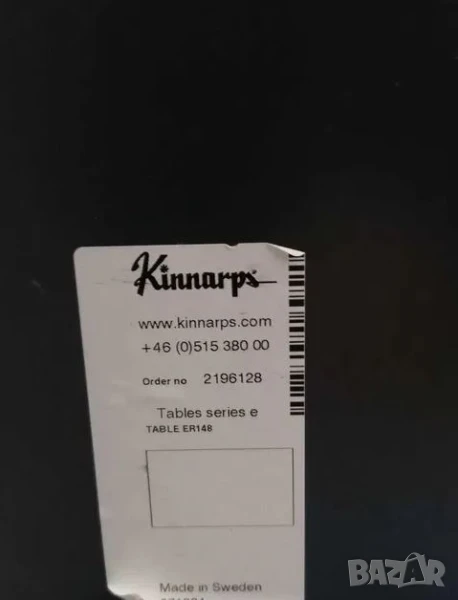 Kinnarps
www.kinnarps.com
+46 (0)515 380 00
Order no 2196128
Tables series e
TABLE ER148
Made in Sweden
BAZAR